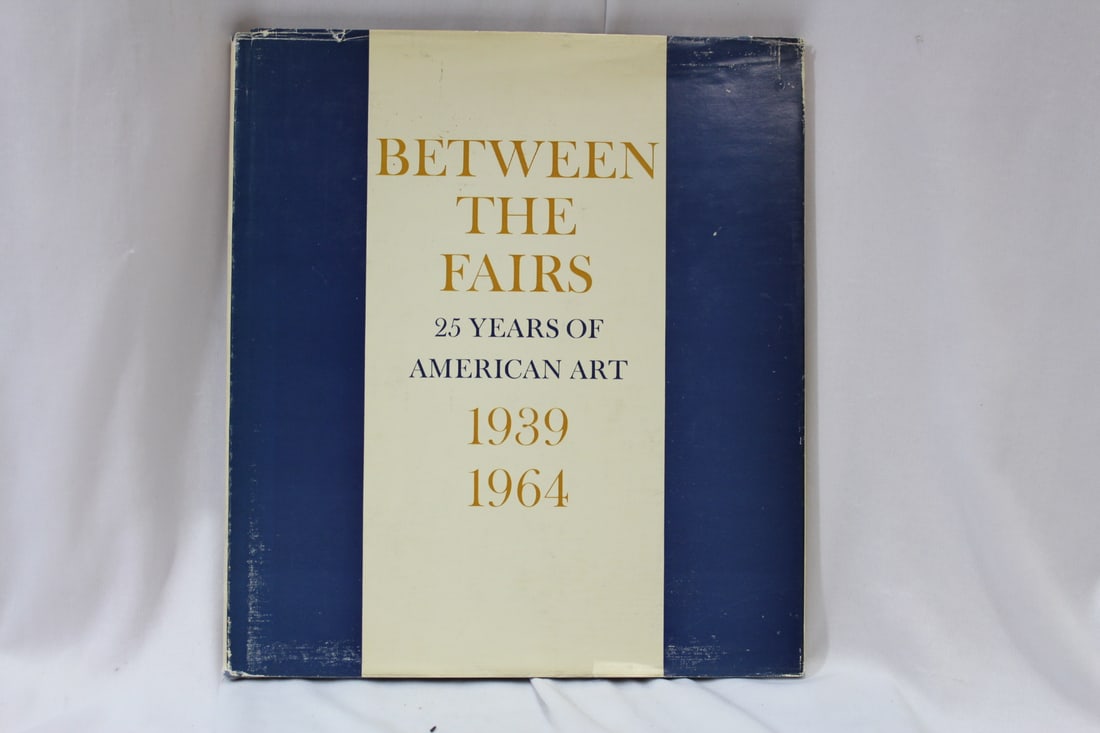 BETWEEN
THE
FAIRS
25 YEARS OF
AMERICAN ART
1939
1964